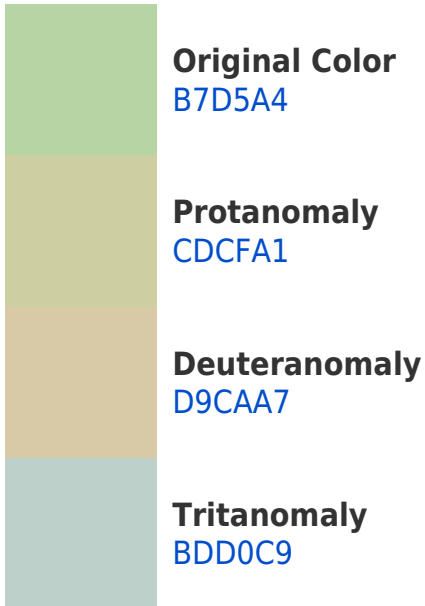 Original Color
B7D5A4
Protanomaly
CDCFA1
Deuteranomaly
D9CAA7
Tritanomaly
BDD0C9